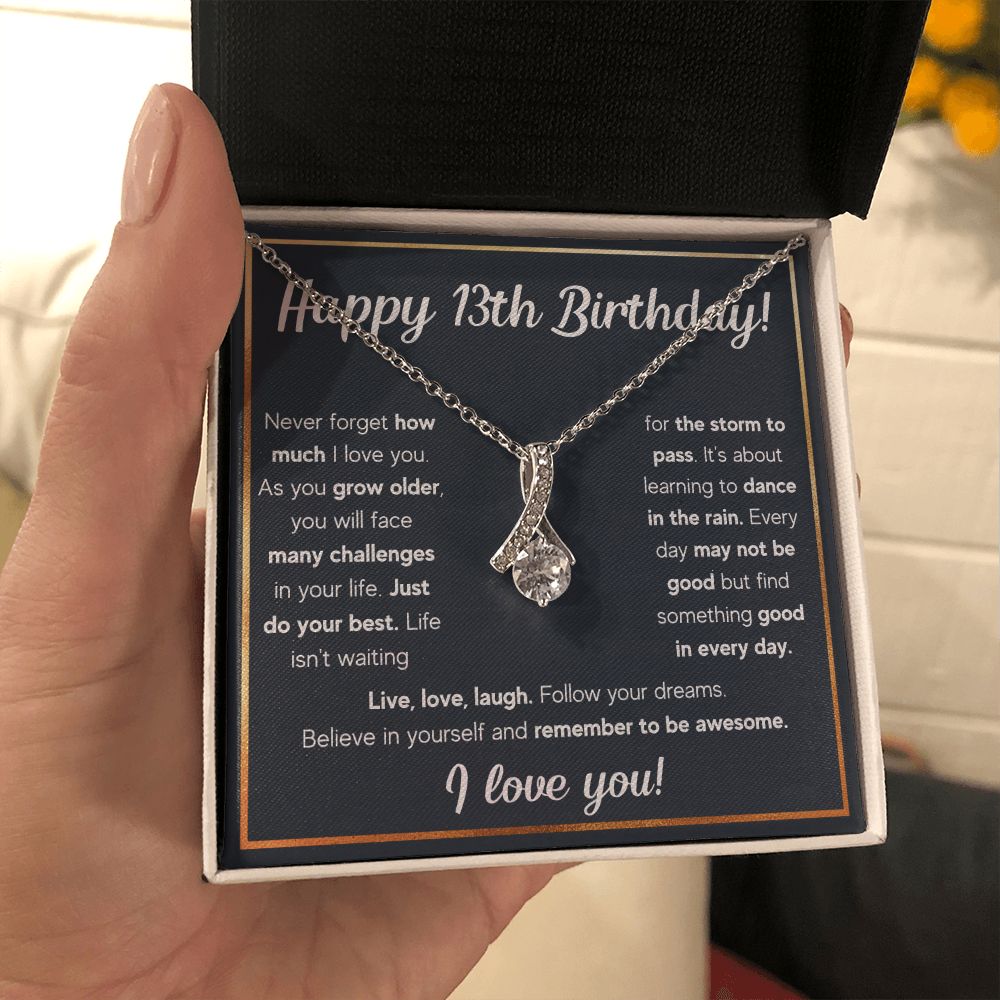 Happy 13th Birthday!
Never forget how
much I love you.
As you grow older,
you will face
many challenges
in your life. Just
do your best. Life
isn't waiting
for the storm to
pass. It's about
learning to dance
in the rain. Every
day may not be
good but find
something good
in every day.
Live, love, laugh. Follow your dreams.
Believe in yourself and remember to be awesome.
I love you!